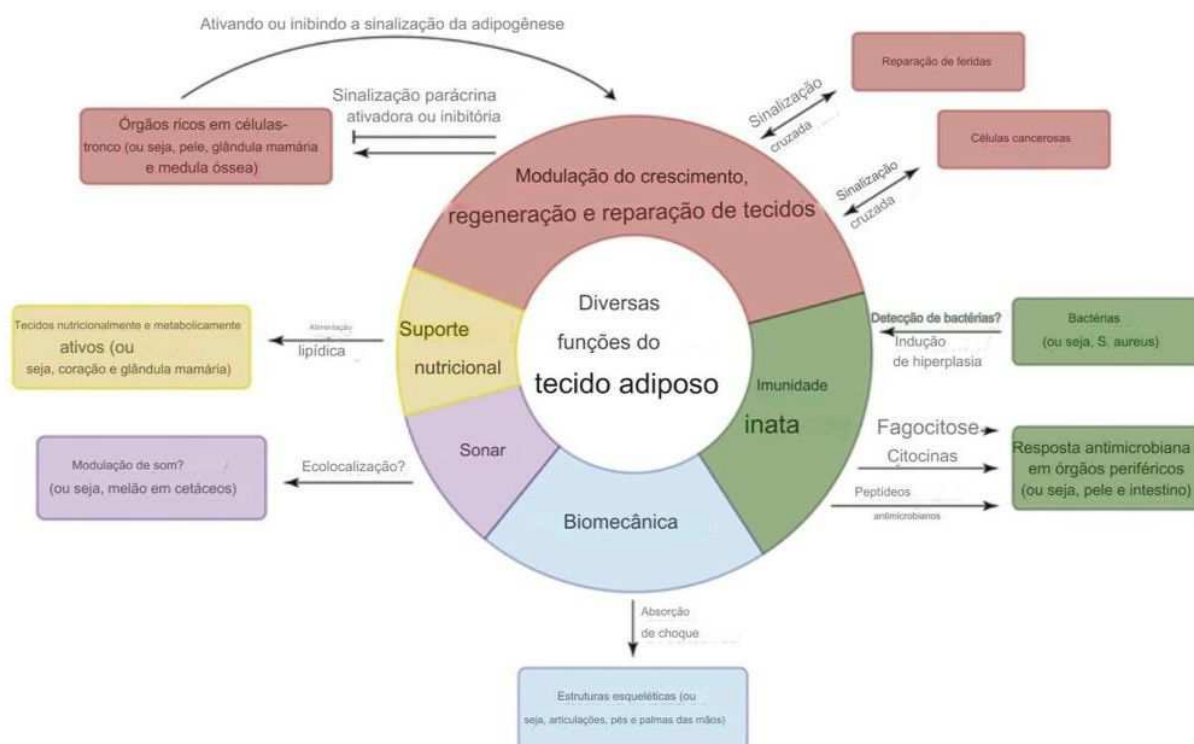 Ativando ou inibindo a sinalização da adipogênese
Sinalização parácrina
ativadora ou inibitória
Órgãos ricos em células-
tronco (ou seja, pele, glândula mamária
e medula óssea)
Reparação de feridas
Sinalização
cruzada
Células cancerosas
Sinalização
cruzada
Modulação do crescimento,
regeneração e reparação de tecidos
Diversas
funções do
tecido adiposo
Suporte
nutricional
Alimentação
lipídica
Tecidos nutricionalmente e metabolicamente
ativos (ou
seja, coração e glândula mamária)
Detecção de bactérias?
Indução
de hiperplasia
Bactérias
(ou seja, S. aureus)
Imunidade
inata
Fagocitose
Citocinas
Peptídeos
antimicrobianos
Resposta antimicrobiana
em órgãos periféricos
(ou seja, pele e intestino)
Sonar
Ecolocalização?
Modulação de som?
(ou seja, melão em cetáceos)
Biomecânica
Absorção
de choque
Estruturas esqueléticas (ou
seja, articulações, pés e palmas das mãos)